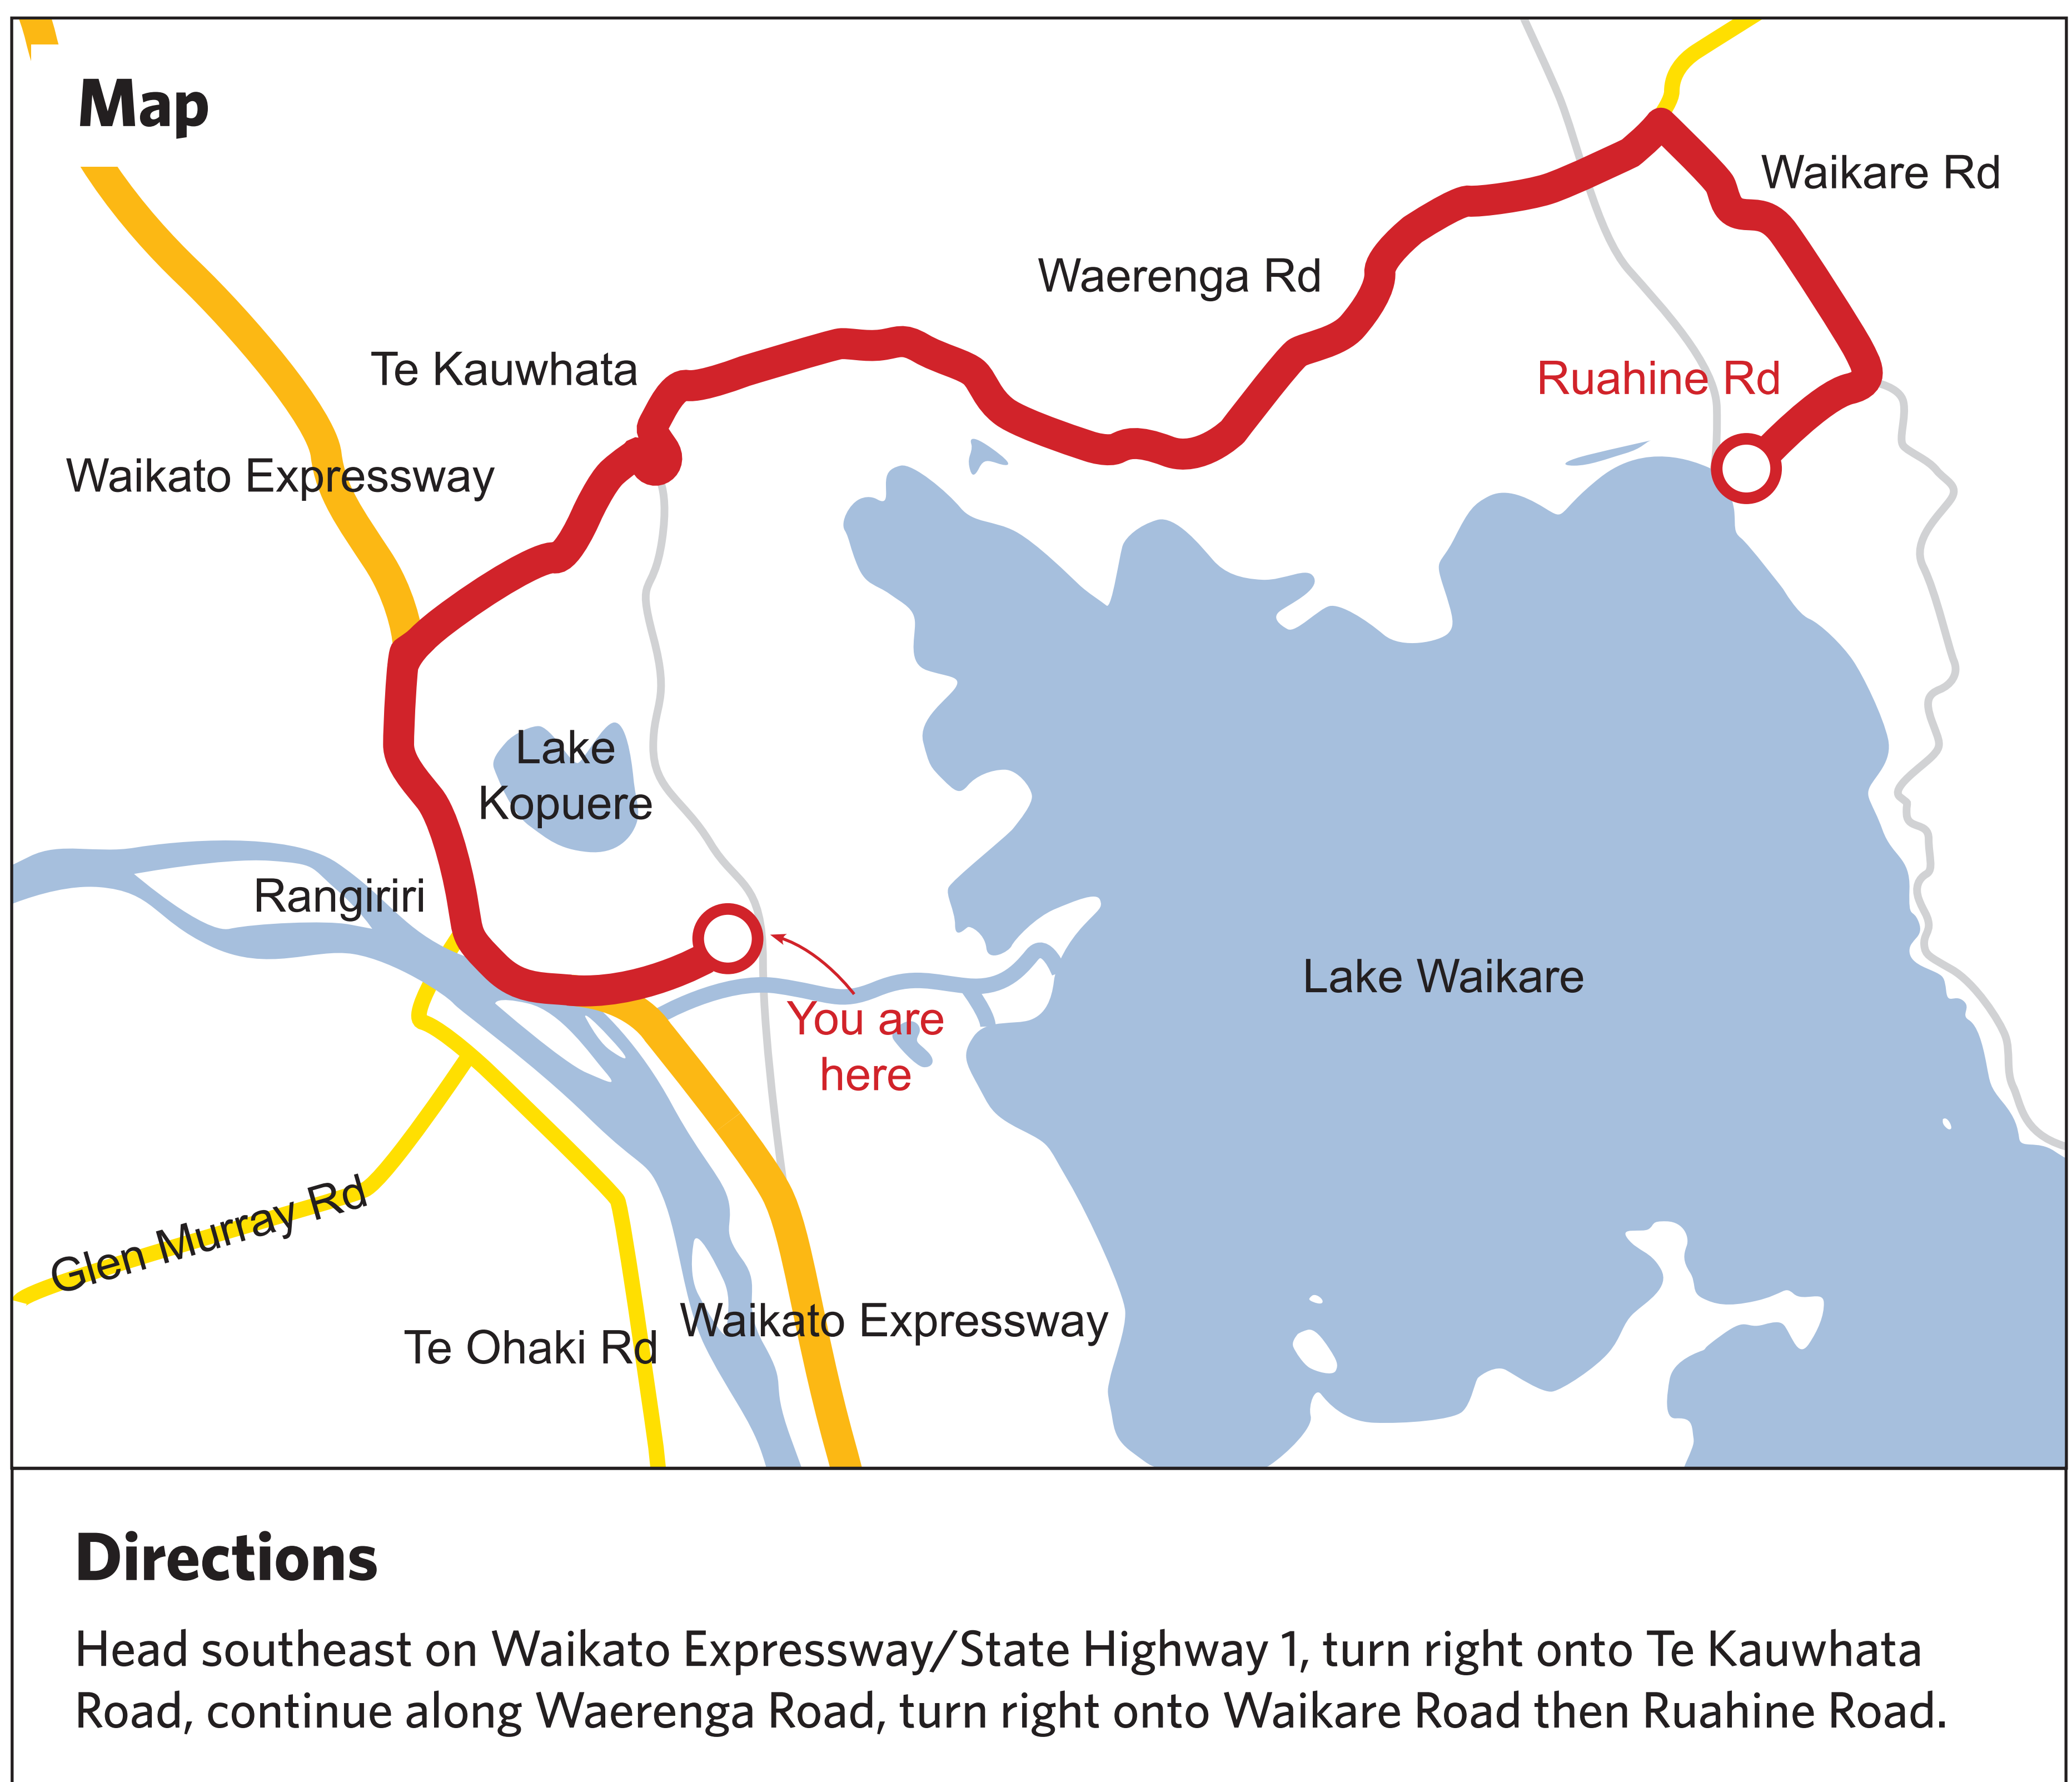 Map
Waikare Rd
Waerenga Rd
Te Kauwhata
Ruahine Rd
Waikato Expressway
Lake
Kopuere
Rangiriri
Lake Waikare
You are
here
Glen Murray Rd
Waikato Expressway
Te Ohaki Rd
Directions
Head southeast on Waikato Expressway/State Highway 1, turn right onto Te Kauwhata
Road, continue along Waerenga Road, turn right onto Waikare Road then Ruahine Road.